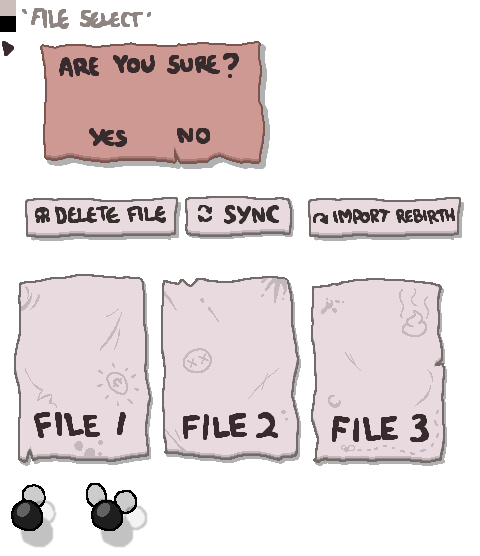 'FILE SELECT'
ARE YOU SURE?
YES NO
DELETE FILE
SYNC
IMPORT REBIRTH
FILE 1
FILE 2
FILE 3